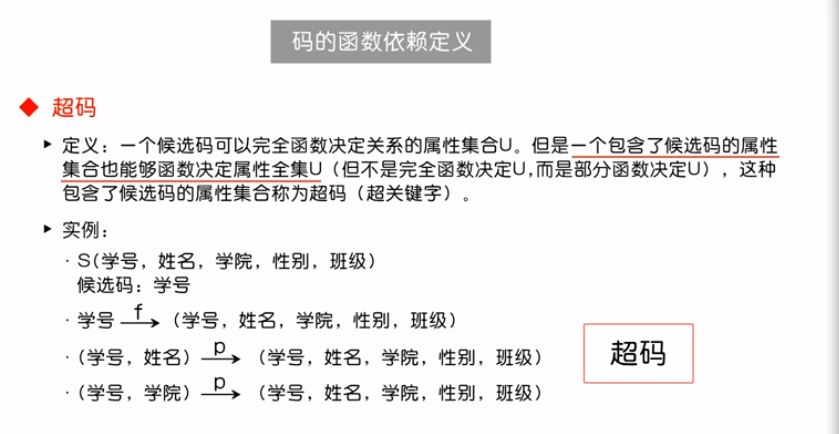 码的函数依赖定义
◆ 超码
▶ 定义：一个候选码可以完全函数决定关系的属性集合U。但是一个包含了候选码的属性
集合也能够函数决定属性全集U（但不是完全函数决定U,而是部分函数决定U），这种
包含了候选码的属性集合称为超码（超关键字）。
▶ 实例：
· S(学号，姓名，学院，性别，班级)
候选码：学号
· 学号 f→ （学号，姓名，学院，性别，班级）
·（学号，姓名） p→ （学号，姓名，学院，性别，班级）
·（学号，学院） p→ （学号，姓名，学院，性别，班级）
超码